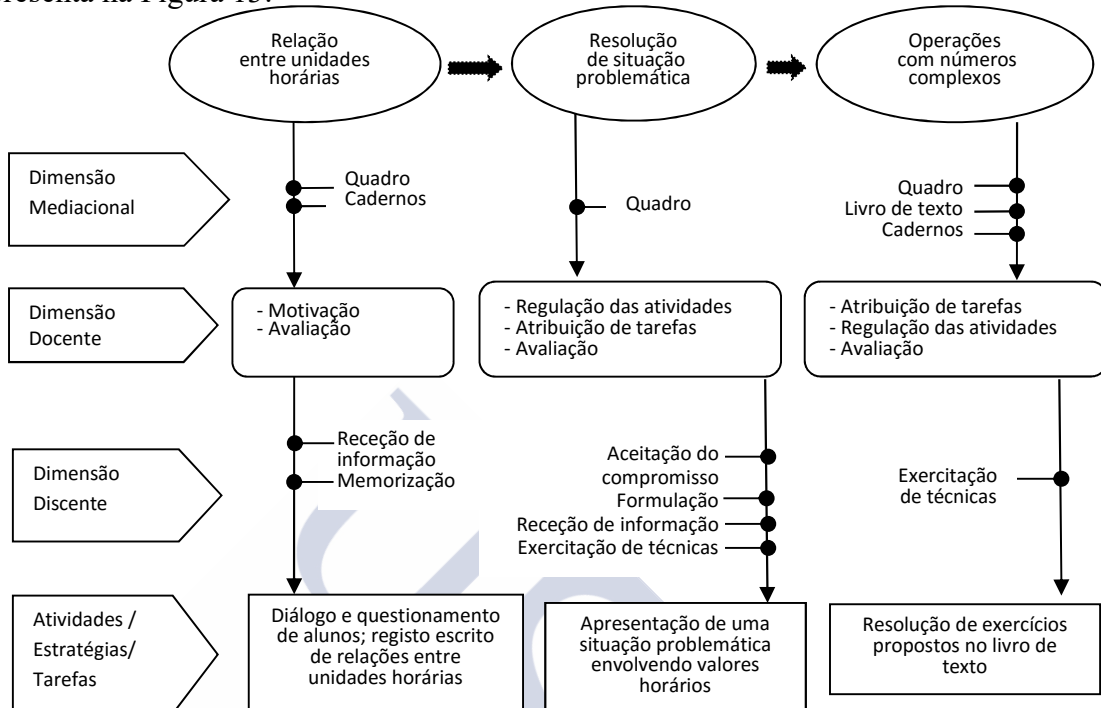 Relação
entre unidades
horárias
Resolução
de situação
problemática
Operações
com números
complexos
Dimensão
Mediacional
Quadro
Cadernos
Quadro
Quadro
Livro de texto
Cadernos
Dimensão
Docente
- Motivação
- Avaliação
- Regulação das atividades
- Atribuição de tarefas
- Avaliação
- Atribuição de tarefas
- Regulação das atividades
- Avaliação
Dimensão
Discente
Receção de
informação
Memorização
Aceitação do
compromisso
Formulação
Receção de informação
Exercitação de técnicas
Exercitação
de técnicas
Atividades /
Estratégias/
Tarefas
Diálogo e questionamento
de alunos; registo escrito
de relações entre
unidades horárias
Apresentação de uma
situação problemática
envolvendo valores
horários
Resolução de exercícios
propostos no livro de
texto